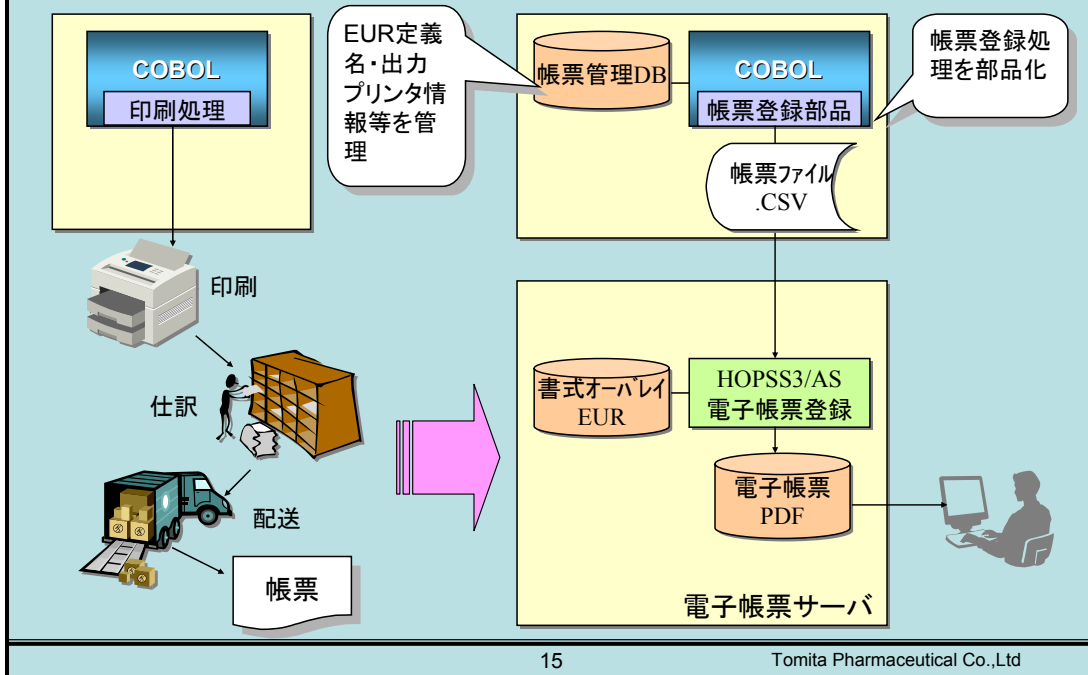 COBOL
印刷処理
印刷
仕訳
配送
帳票
EUR定義
名・出力
プリンタ情
報等を管
理
帳票管理DB
COBOL
帳票登録部品
帳票登録処
理を部品化
帳票ファイル
.CSV
書式オーバレイ
EUR
HOPSS3/AS
電子帳票登録
電子帳票
PDF
電子帳票サーバ
15
Tomita Pharmaceutical Co.,Ltd